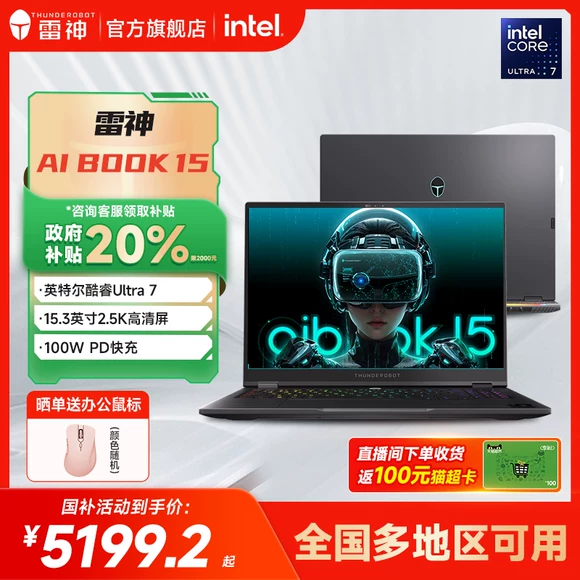 THUNDEROBOT
雷神 官方旗舰店 intel
intel
CORE
ULTRA 7
雷神
AI BOOK 15
*咨询客服领取补贴
政府
补贴 20% 限2000元
·英特尔酷睿Ultra 7
·15.3英寸2.5K高清屏
·100W PD快充
aibook 15
THUNDEROBOT
晒单送办公鼠标
(颜色随机)
直播间下单收货
返100元猫超卡
100
国补活动到手价:
¥5199.2起
全国多地区可用